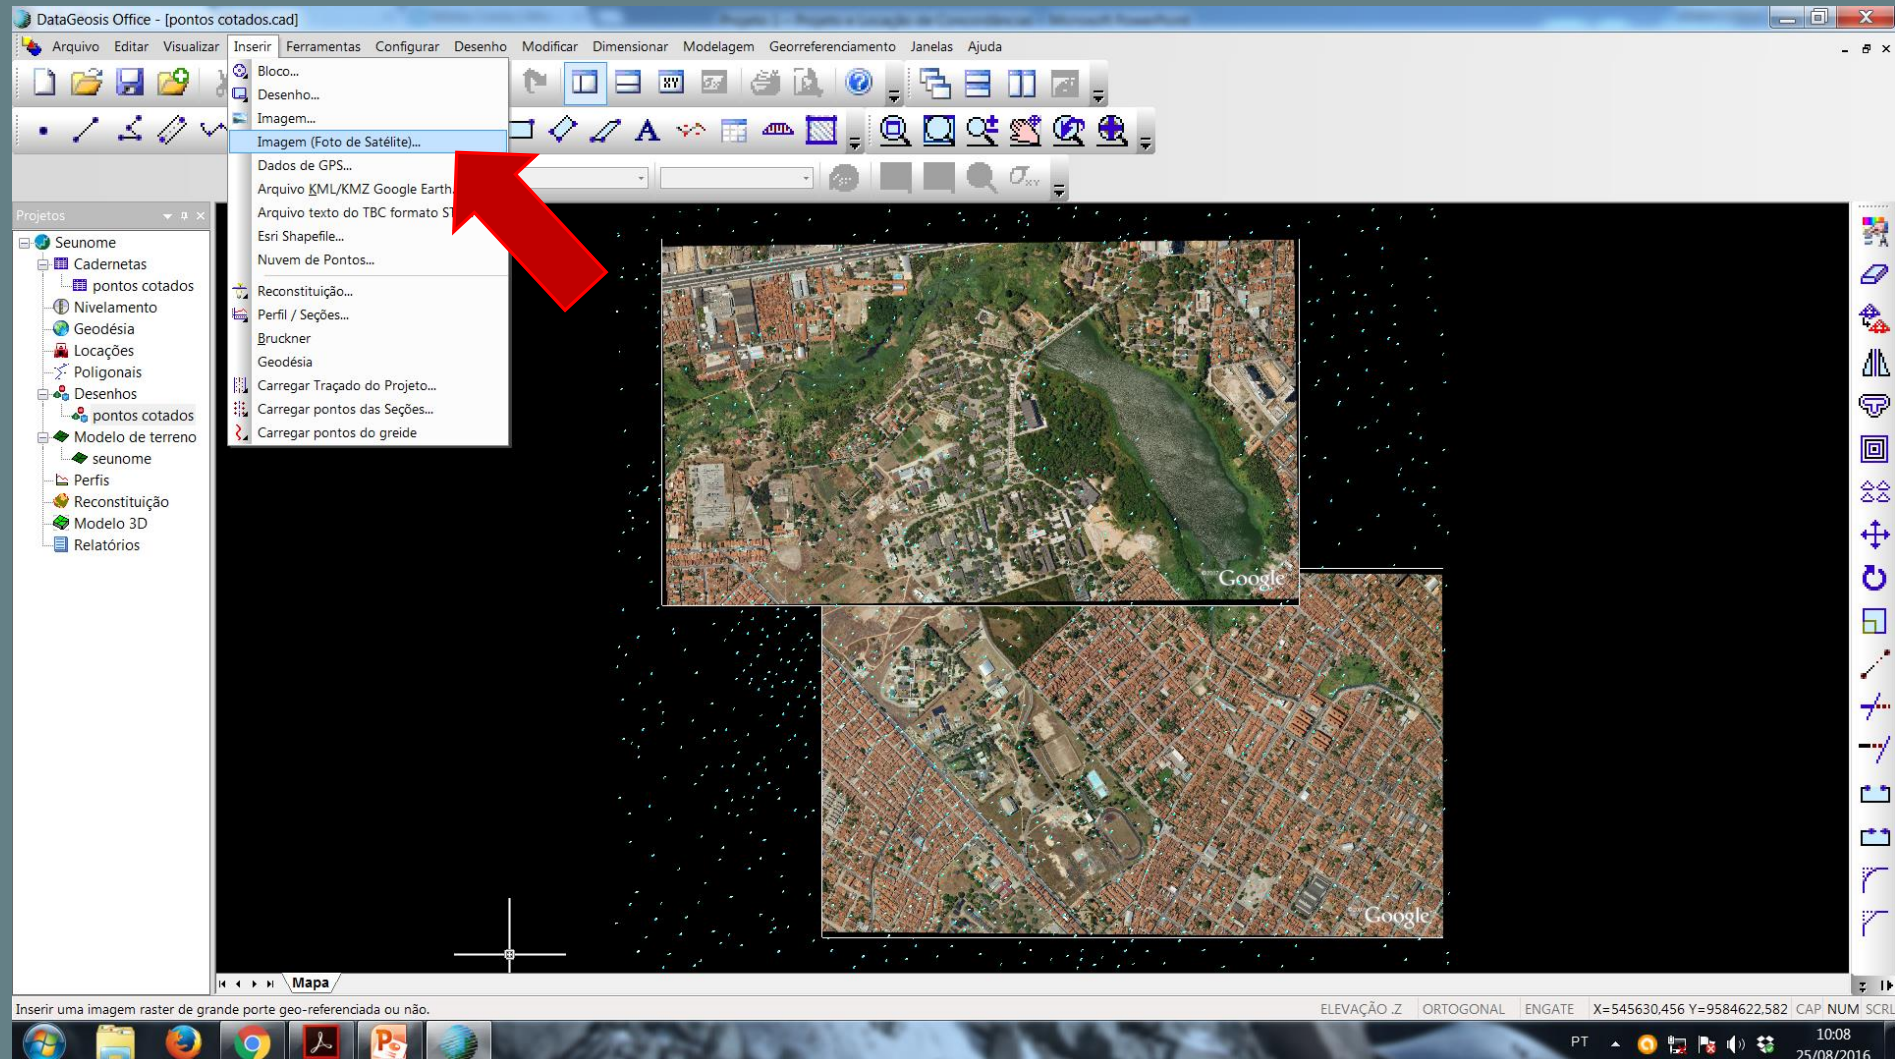 DataGeosis Office - [pontos cotados.cad]
Arquivo Editar Visualizar Inserir Ferramentas Configurar Desenho Modificar Dimensionar Modelagem Georreferenciamento Janelas Ajuda
Bloco...
Desenho...
Imagem...
Imagem (Foto de Satélite)...
Dados de GPS...
Arquivo KML/KMZ Google Earth
Arquivo texto do TBC formato
Esri Shapefile...
Nuvem de Pontos...
Reconstituição...
Perfil / Seções...
Bruckner
Geodésia
Carregar Traçado do Projeto...
Carregar pontos das Seções...
Carregar pontos do greide
Projetos
Seunome
Cadernetas
pontos cotados
Nivelamento
Geodésia
Locações
Poligonais
Desenhos
pontos cotados
Modelo de terreno
seunome
Perfis
Reconstituição
Modelo 3D
Relatórios
Google
Google
Mapa
Inserir uma imagem raster de grande porte geo-referenciada ou não.
ELEVAÇÃO .Z ORTOGONAL ENGATE X=545630,456 Y=9584622,582 CAP NUM SCRL
PT
10:08
25/08/2016